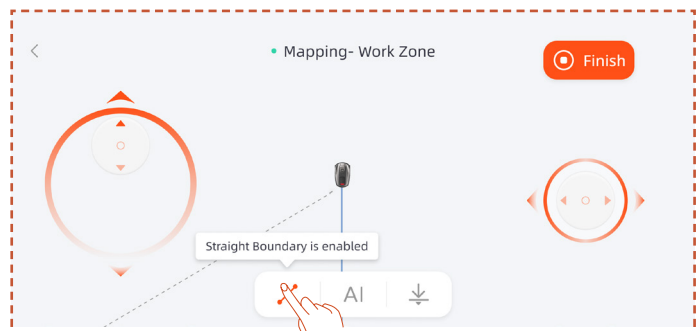 Mapping- Work Zone
Finish
Straight Boundary is enabled
AI